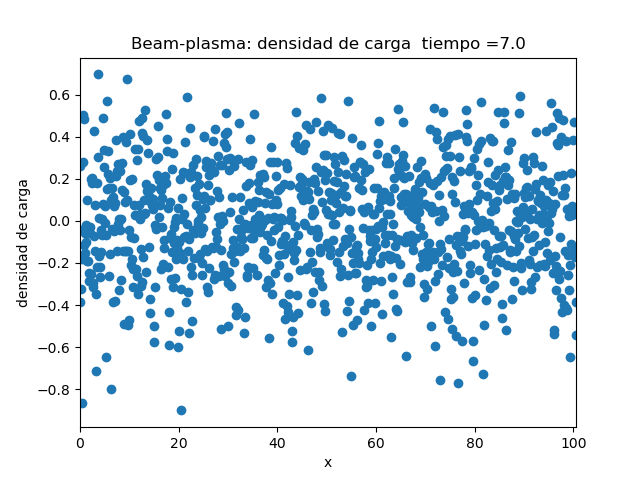 Beam-plasma: densidad de carga  tiempo =7.0
densidad de carga
0.6
0.4
0.2
0.0
−0.2
−0.4
−0.6
−0.8
0 20 40 60 80 100
x